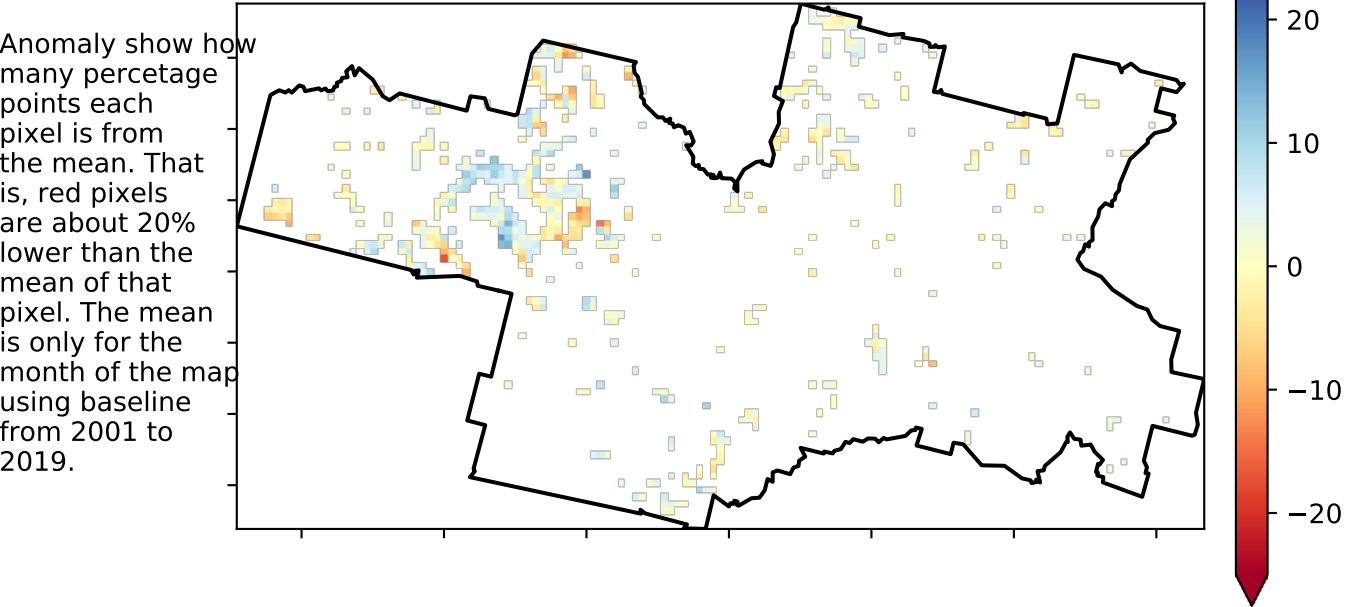 Anomaly show how
many percetage
points each
pixel is from
the mean. That
is, red pixels
are about 20%
lower than the
mean of that
pixel. The mean
is only for the
month of the map
using baseline
from 2001 to
2019.
20
10
0
−10
−20